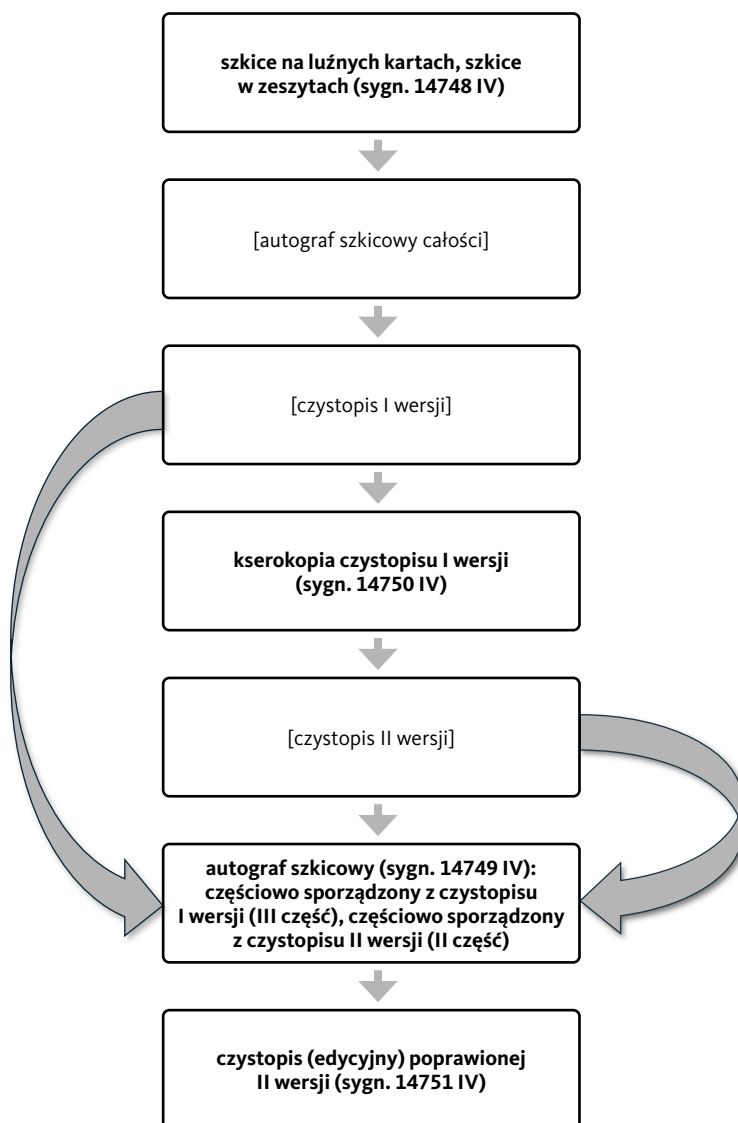 szkice na luźnych kartach, szkice
w zeszytach (sygn. 14748 IV)
[autograf szkicowy całości]
[czystopis I wersji]
kserokopia czystopisu I wersji
(sygn. 14750 IV)
[czystopis II wersji]
autograf szkicowy (sygn. 14749 IV):
częściowo sporządzony z czystopisu
I wersji (III część), częściowo sporządzony
z czystopisu II wersji (II część)
czystopis (edycyjny) poprawionej
II wersji (sygn. 14751 IV)